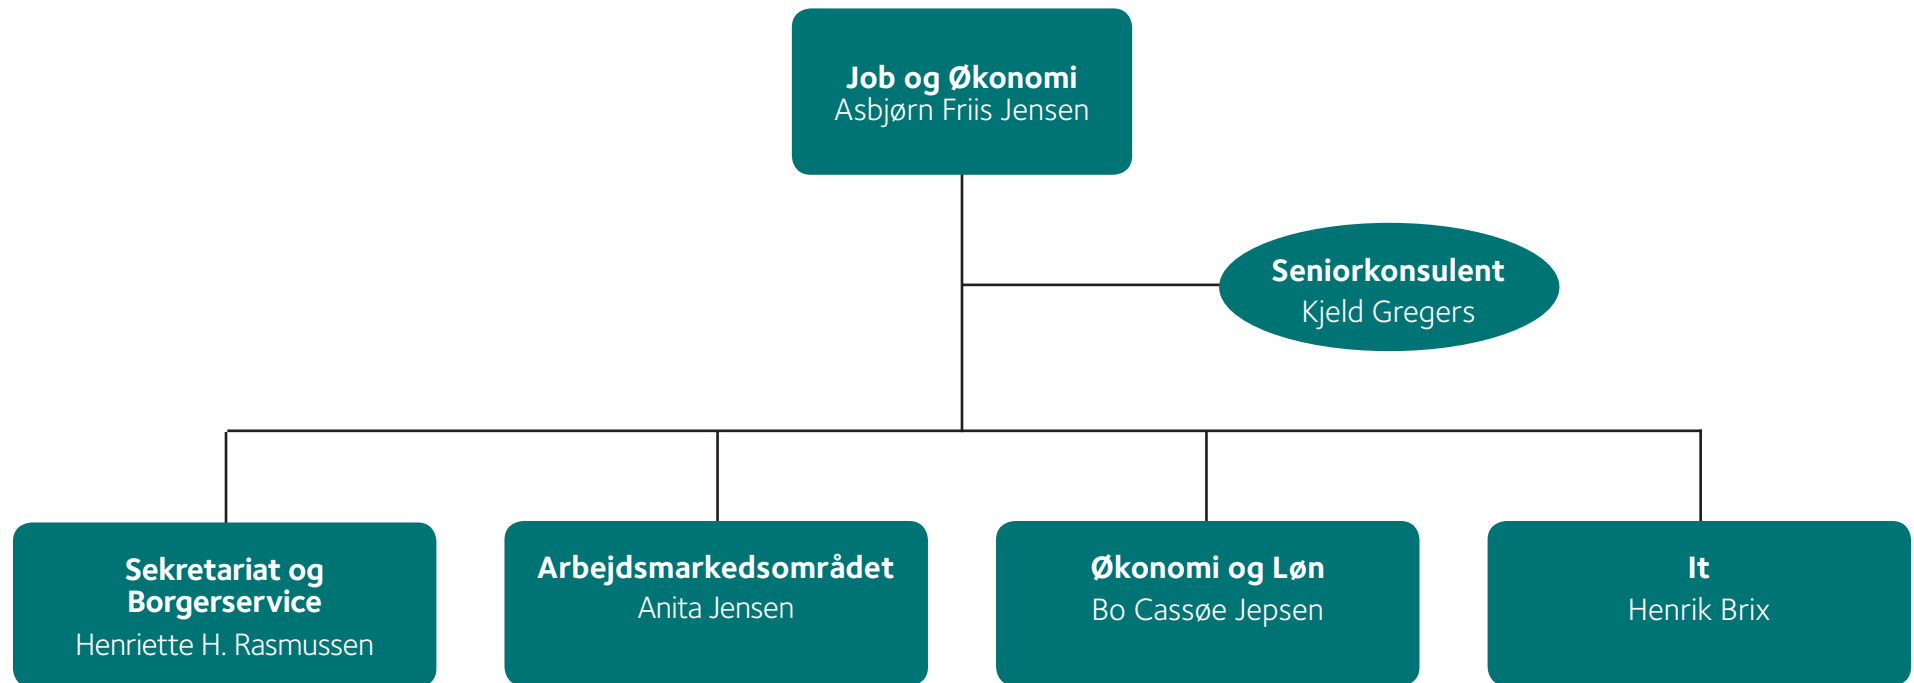 Job og Økonomi
Asbjørn Friis Jensen
Seniorkonsulent
Kjeld Gregers
Sekretariat og
Borgerservice
Henriette H. Rasmussen
Arbejdsmarkedsområdet
Anita Jensen
Økonomi og Løn
Bo Cassøe Jepsen
It
Henrik Brix